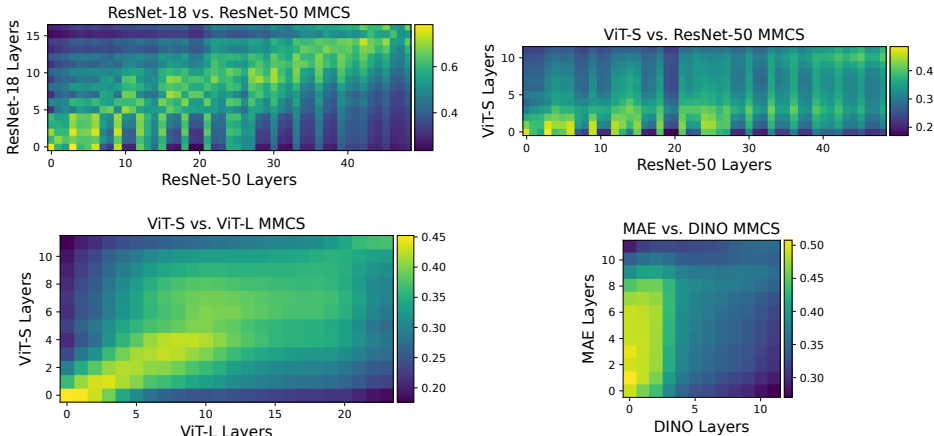 ResNet-18 vs. ResNet-50 MMCS
ResNet-18 Layers
15
10
5
0
0 10 20 30 40
ResNet-50 Layers
0.6
0.4
ViT-S vs. ResNet-50 MMCS
ViT-S Layers
10
5
0
0 10 20 30 40
ResNet-50 Layers
0.4
0.3
0.2
ViT-S vs. ViT-L MMCS
ViT-S Layers
10
8
6
4
2
0
0 5 10 15 20
ViT-L Layers
0.45
0.40
0.35
0.30
0.25
0.20
MAE vs. DINO MMCS
MAE Layers
10
8
6
4
2
0
0 5 10
DINO Layers
0.50
0.45
0.40
0.35
0.30